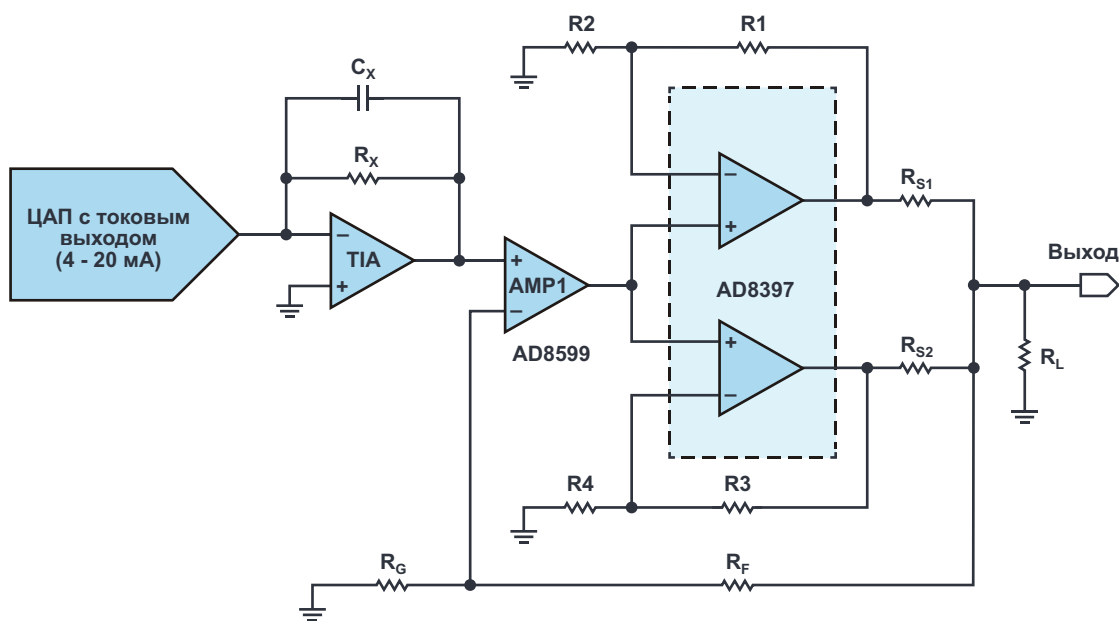 R2
R1
CX
RX
ЦАП с токовым
выходом
(4 - 20 мА)
−
+
TIA
+
−
AMP1
AD8599
−
+
AD8397
+
−
RS1
RS2
Выход
RL
R4
R3
RG
RF